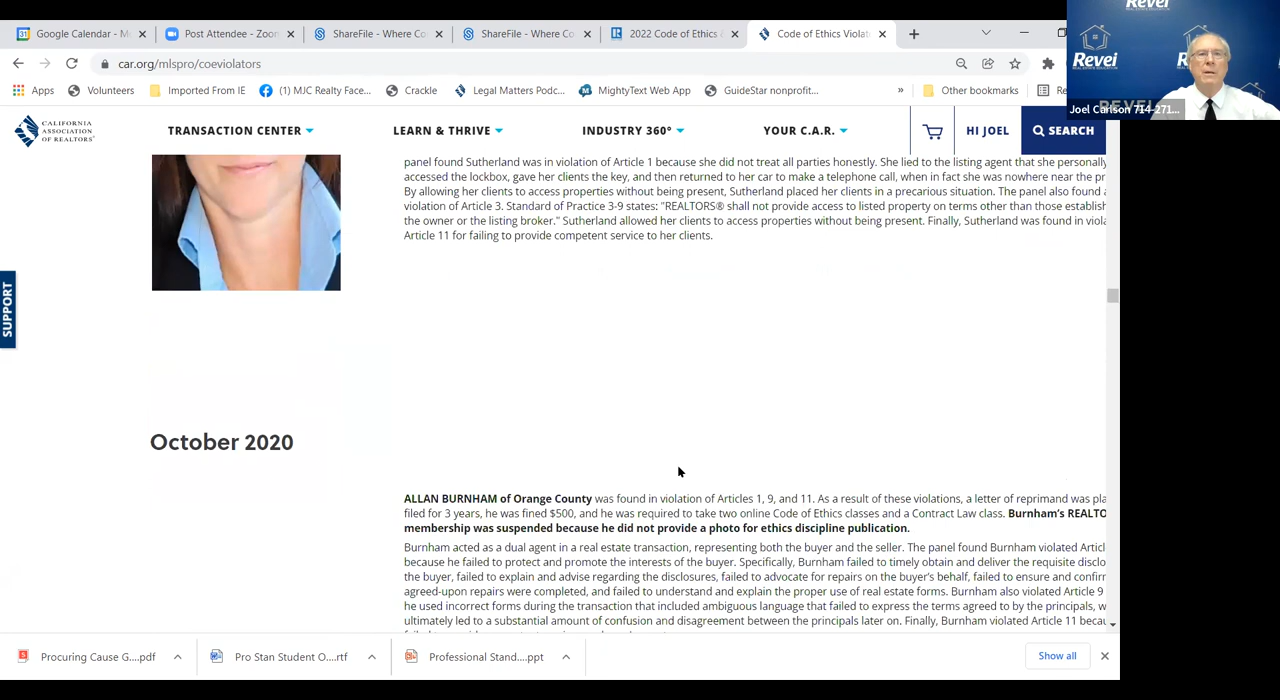 Revei
Google Calendar - M
Post Attendee - Zoon
ShareFile - Where Co
ShareFile - Where Co
2022 Code of Ethics &
Code of Ethics Violat
car.org/mlspro/coeviolators
Revei
REAL ESTATE EDUCATION
Joel Carlson 714-271...
Apps
Volunteers
Imported From IE
(1) MJC Realty Face...
Crackle
Legal Matters Podc...
MightyText Web App
GuideStar nonprofit...
»
Other bookmarks
Re
CALIFORNIA
ASSOCIATION
OF REALTORS®
TRANSACTION CENTER
LEARN & THRIVE
INDUSTRY 360°
YOUR C.A.R.
HI JOEL
SEARCH
panel found Sutherland was in violation of Article 1 because she did not treat all parties honestly. She lied to the listing agent that she personally
accessed the lockbox, gave her clients the key, and then returned to her car to make a telephone call, when in fact she was nowhere near the pr
By allowing her clients to access properties without being present, Sutherland placed her clients in a precarious situation. The panel also found a
violation of Article 3. Standard of Practice 3-9 states: "REALTORS® shall not provide access to listed property on terms other than those establish
the owner or the listing broker." Sutherland allowed her clients to access properties without being present. Finally, Sutherland was found in viola
Article 11 for failing to provide competent service to her clients.
SUPPORT
October 2020
ALLAN BURNHAM of Orange County was found in violation of Articles 1, 9, and 11. As a result of these violations, a letter of reprimand was pla
filed for 3 years, he was fined $500, and he was required to take two online Code of Ethics classes and a Contract Law class. Burnham's REALTO
membership was suspended because he did not provide a photo for ethics discipline publication.
Burnham acted as a dual agent in a real estate transaction, representing both the buyer and the seller. The panel found Burnham violated Articl
because he failed to protect and promote the interests of the buyer. Specifically, Burnham failed to timely obtain and deliver the requisite disclo
the buyer, failed to explain and advise regarding the disclosures, failed to advocate for repairs on the buyer's behalf, failed to ensure and confirm
agreed-upon repairs were completed, and failed to understand and explain the proper use of real estate forms. Burnham also violated Article 9
he used incorrect forms during the transaction that included ambiguous language that failed to express the terms agreed to by the principals, w
ultimately led to a substantial amount of confusion and disagreement between the principals later on. Finally, Burnham violated Article 11 becau
Procuring Cause G....pdf
Pro Stan Student O....rtf
Professional Stand....ppt
Show all